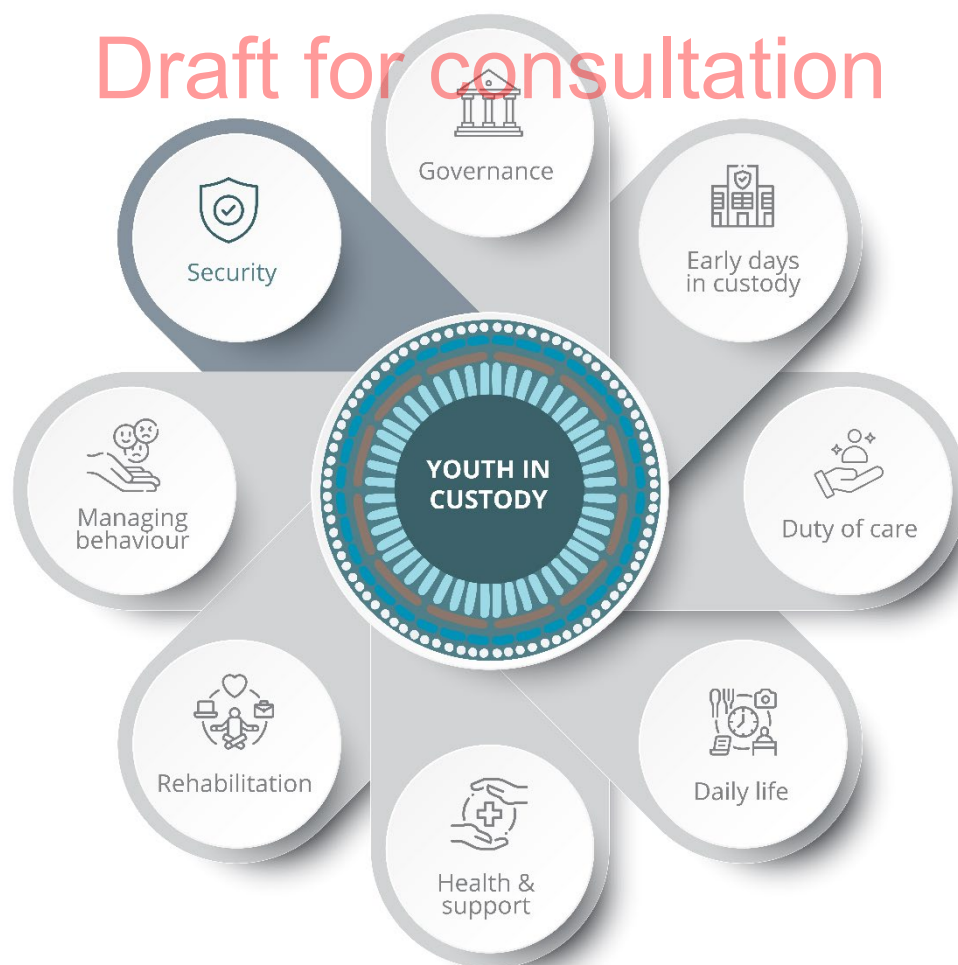 Draft for consultation
Governance
Early days
in custody
Duty of care
Daily life
Health &
support
Rehabilitation
Managing
behaviour
Security
YOUTH IN
CUSTODY